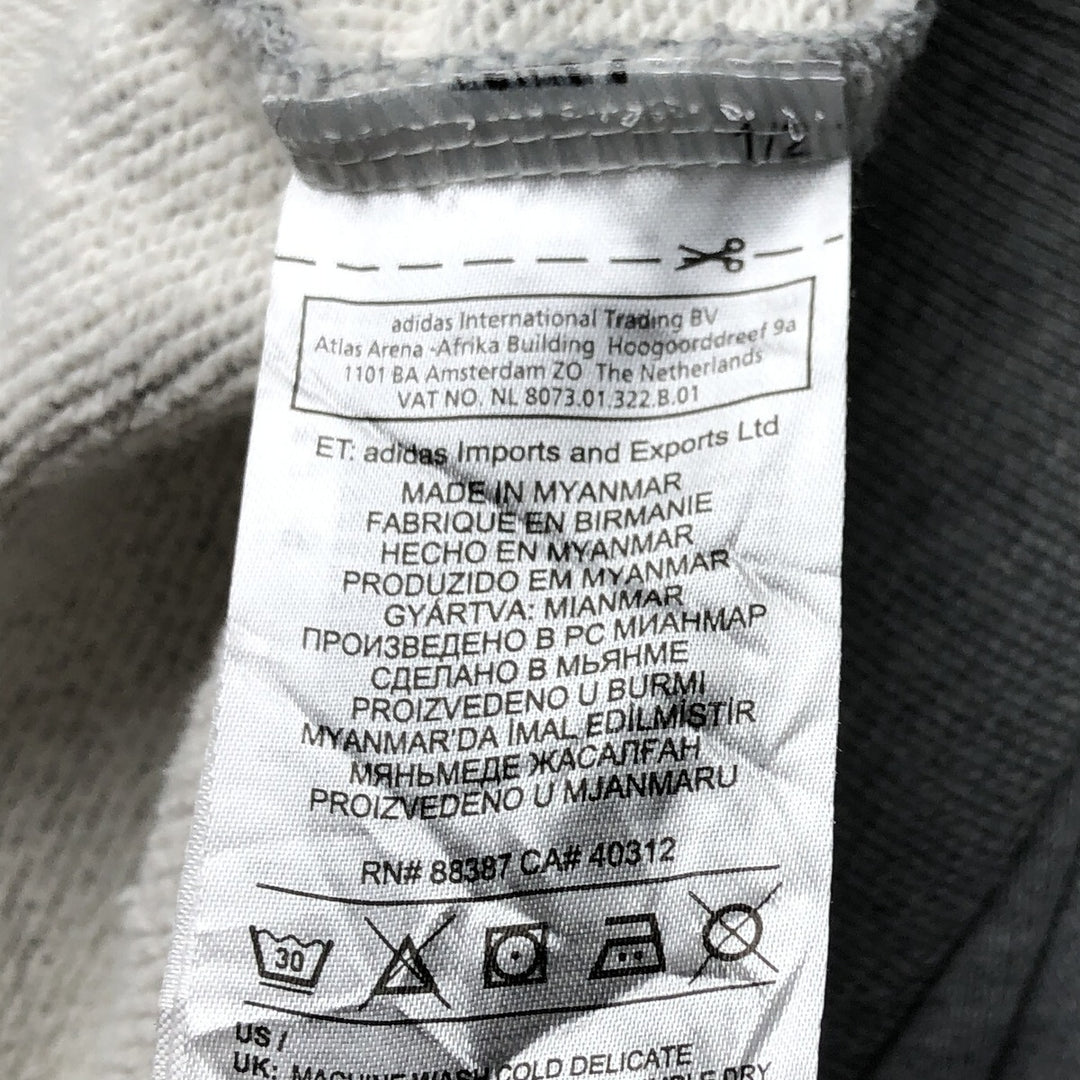 1/2
adidas International Trading BV
Atlas Arena -Afrika Building Hoogoorddreef 9a
1101 BA Amsterdam ZO The Netherlands
VAT NO. NL 8073.01.322.B.01
ET: adidas Imports and Exports Ltd
MADE IN MYANMAR
FABRIQUÉ EN BIRMANIE
HECHO EN MYANMAR
PRODUZIDO EM MYANMAR
GYÁRTVA: MIANMAR
ПРОИЗВЕДЕНО В РС МИАНМАР
СДЕЛАНО В МЬЯНМЕ
PROIZVEDENO U BURMI
MYANMAR'DA İMAL EDİLMİSTİR
МЯНЬМЕДЕ ЖАСАЛҒАН
PROIZVEDENO U MJANMARU
RN# 88387 CA# 40312
30
US /
UK: MACHINE WASH COLD DELICATE
DRY